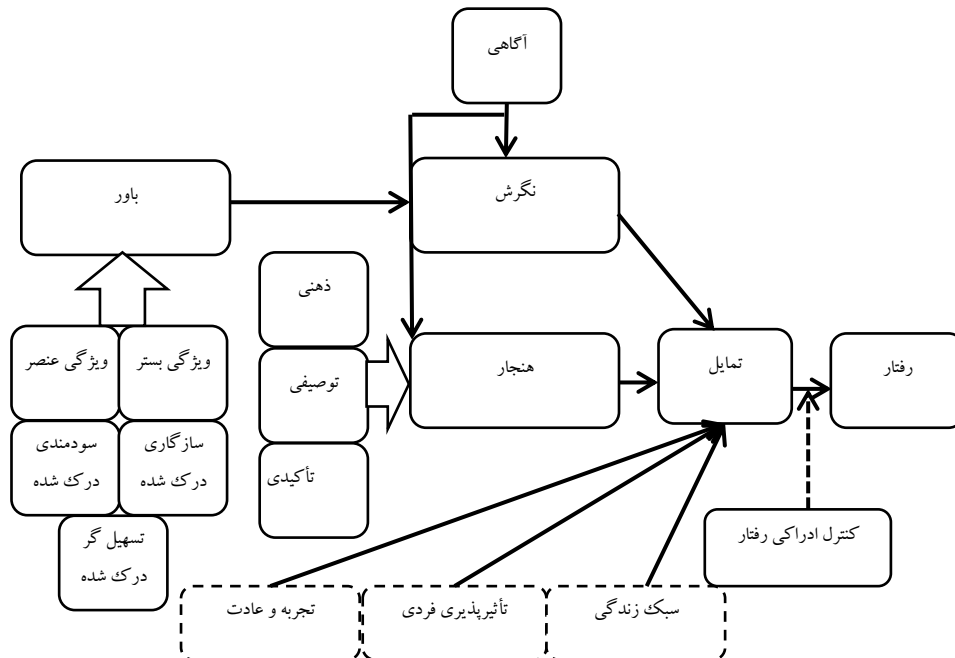 آگاهی
باور
نگرش
ذهنی
ویژگی عنصر
ویژگی بستر
توصیفی
هنجار
تمایل
رفتار
سودمندی
درک شده
سازگاری
درک شده
تأکیدی
تسهیل گر
درک شده
کنترل ادراکی رفتار
تجربه و عادت
تأثیرپذیری فردی
سبک زندگی